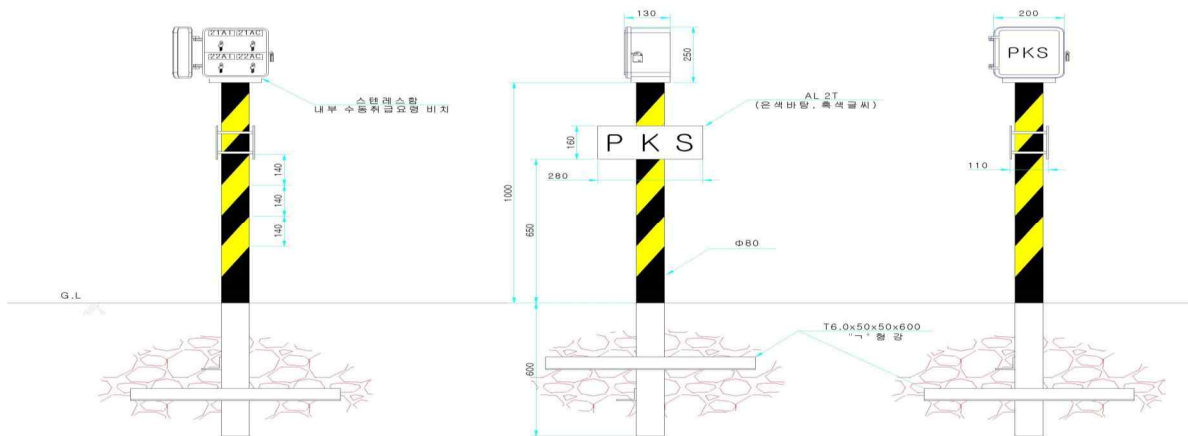 21AT 21AC
22AT 22AC
스텐레스함
내부 수동취급요령 비치
140
140
140
G.L
130
250
AL 2T
(은색바탕, 흑색글씨)
P K S
160
280
1000
650
Φ80
600
T6.0x50x50x600
"ㄱ" 형 강
200
PKS
110